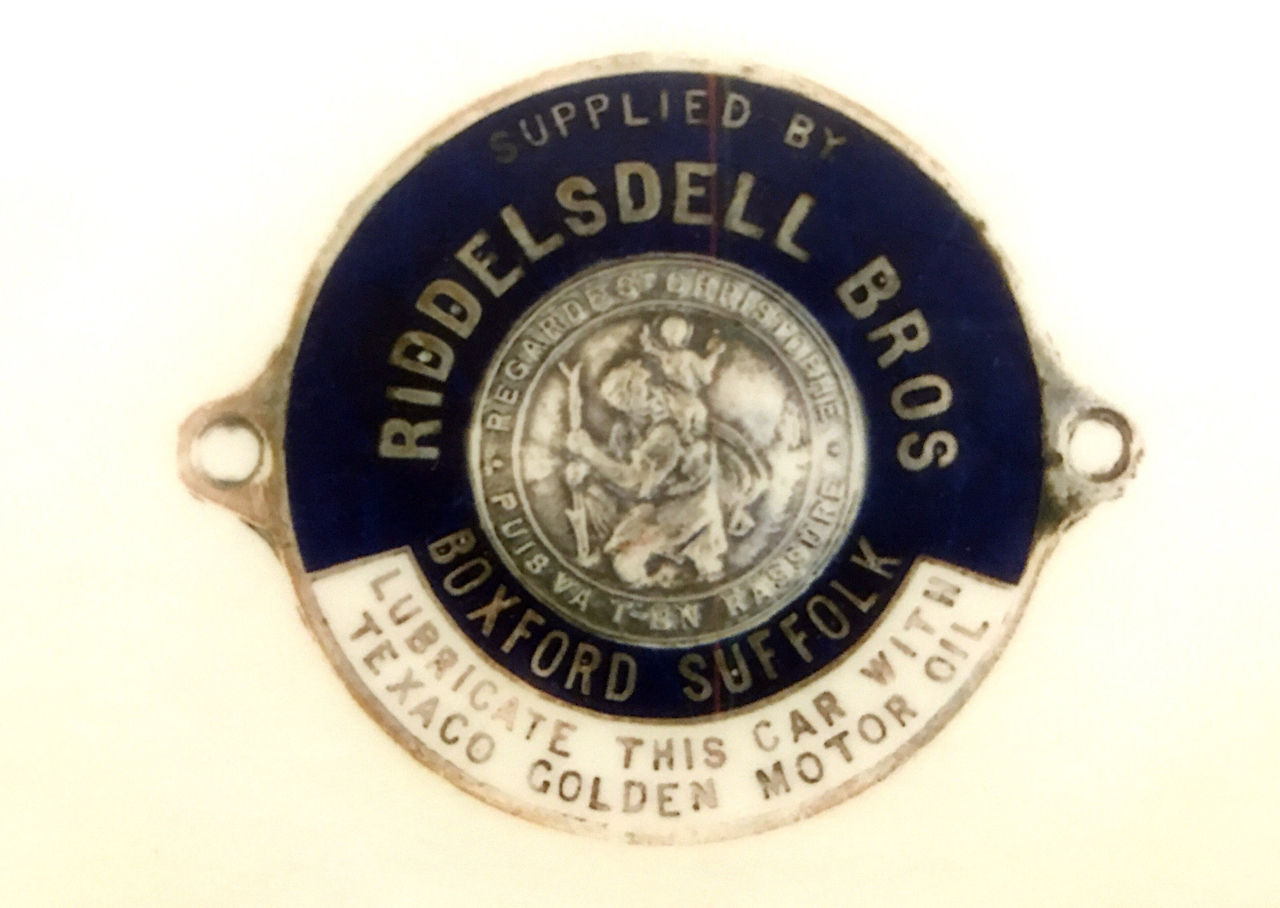 SUPPLIED BY
RIDDELSDELL BROS
REGARDE ST CHRISTOPHE
PUIS VA T-EN RASSURE
BOXFORD SUFFOLK
LUBRICATE THIS CAR WITH
TEXACO GOLDEN MOTOR OIL